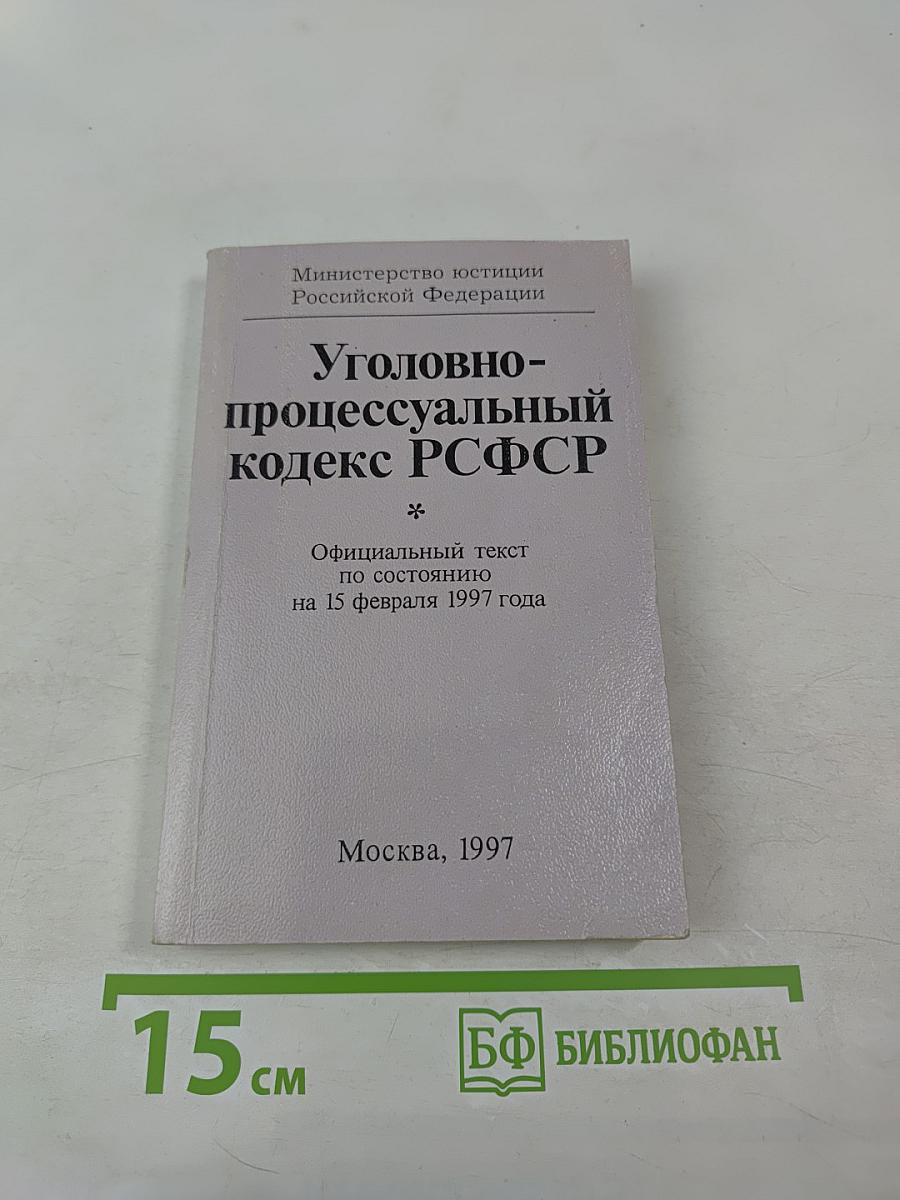 Министерство юстиции
Российской Федерации
Уголовно-
процессуальный
кодекс РСФСР
*
Официальный текст
по состоянию
на 15 февраля 1997 года
Москва, 1997
15 см
БФ БИБЛИОФАН